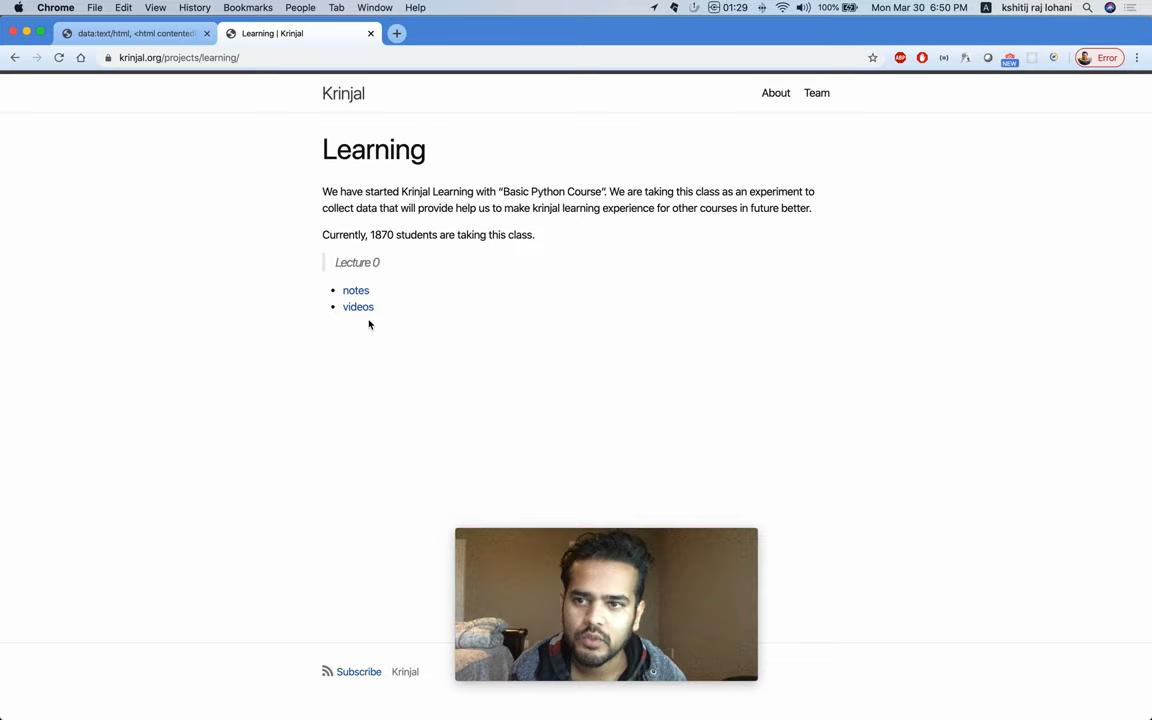 Chrome File Edit View History Bookmarks People Tab Window Help 01:29 100% Mon Mar 30 6:50 PM A kshitij raj lohani
data:text/html, <html contented
Learning | Krinjal
krinjal.org/projects/learning/
ABP NEW Error
Krinjal About Team
Learning
We have started Krinjal Learning with “Basic Python Course”. We are taking this class as an experiment to
collect data that will provide help us to make krinjal learning experience for other courses in future better.
Currently, 1870 students are taking this class.
Lecture 0
• notes
• videos
Subscribe Krinjal